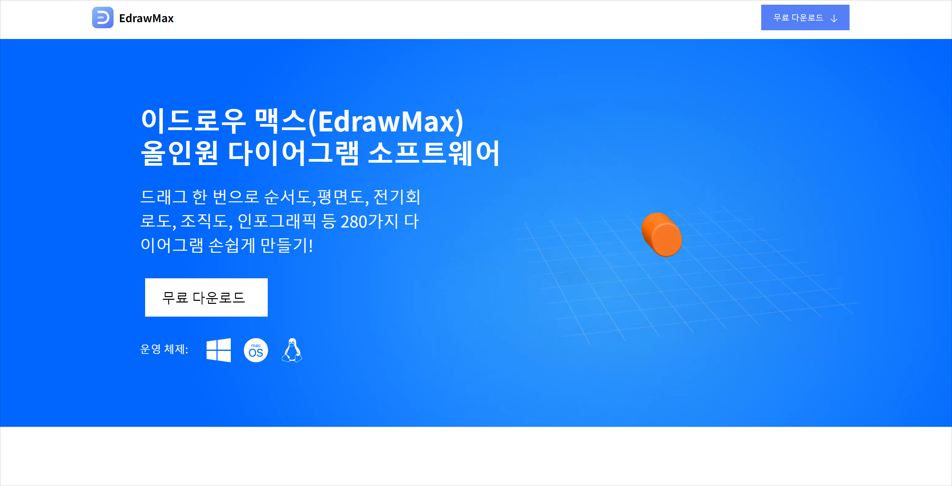 EdrawMax
무료 다운로드
이드로우 맥스(EdrawMax)
올인원 다이어그램 소프트웨어
드래그 한 번으로 순서도,평면도, 전기회
로도, 조직도, 인포그래픽 등 280가지 다
이어그램 손쉽게 만들기!
무료 다운로드
운영 체제:
mac
OS